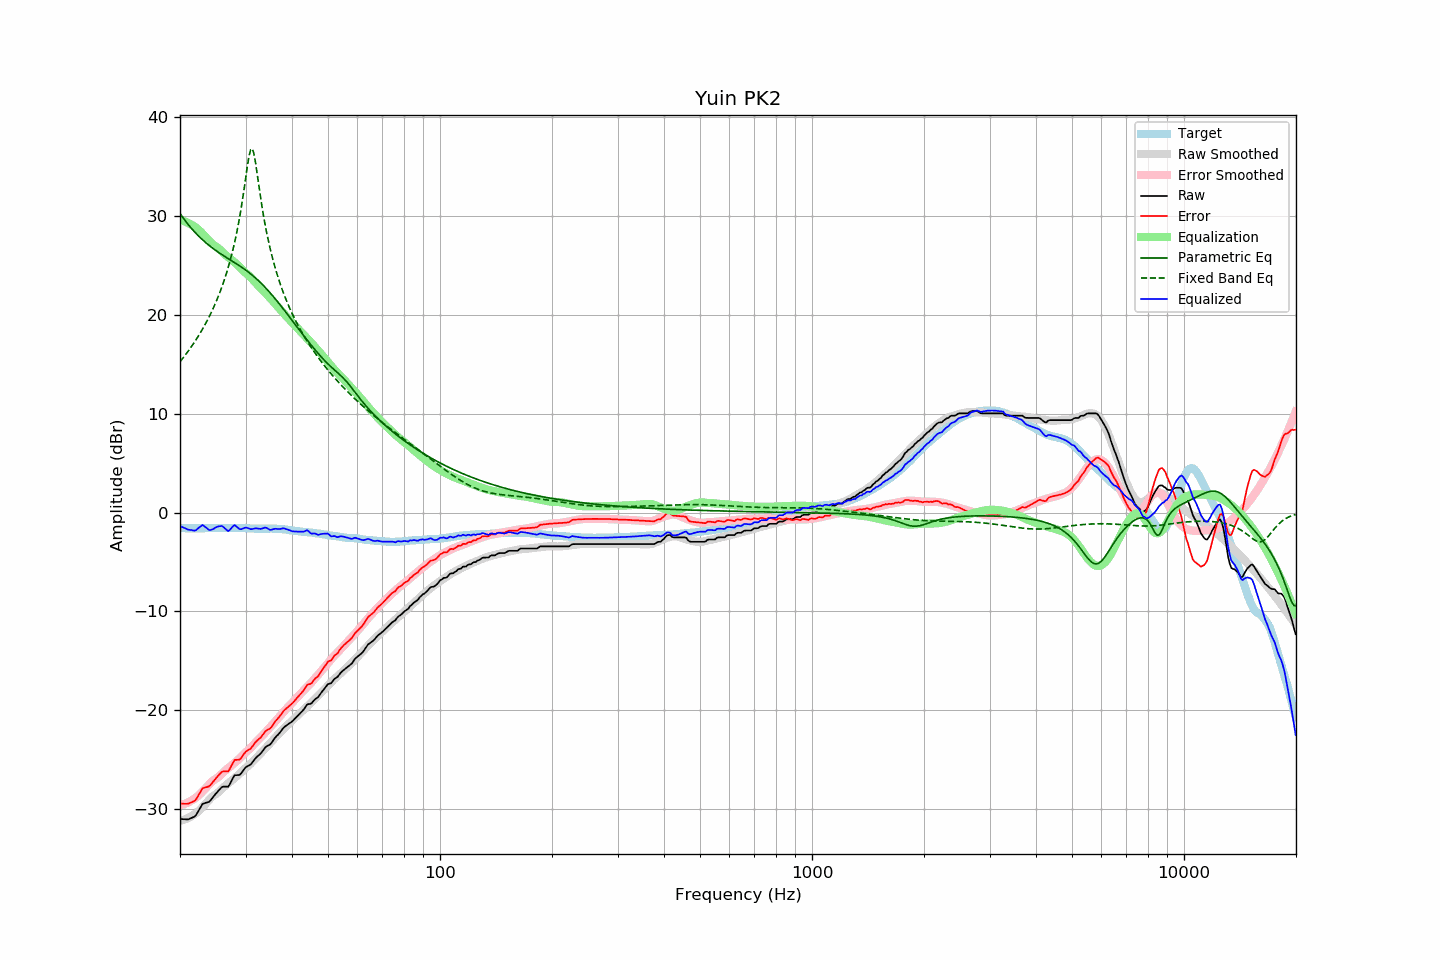 Yuin PK2
40
30
20
10
0
−10
−20
−30
Amplitude (dBr)
100
1000
10000
Frequency (Hz)
Target
Raw Smoothed
Error Smoothed
Raw
Error
Equalization
Parametric Eq
Fixed Band Eq
Equalized